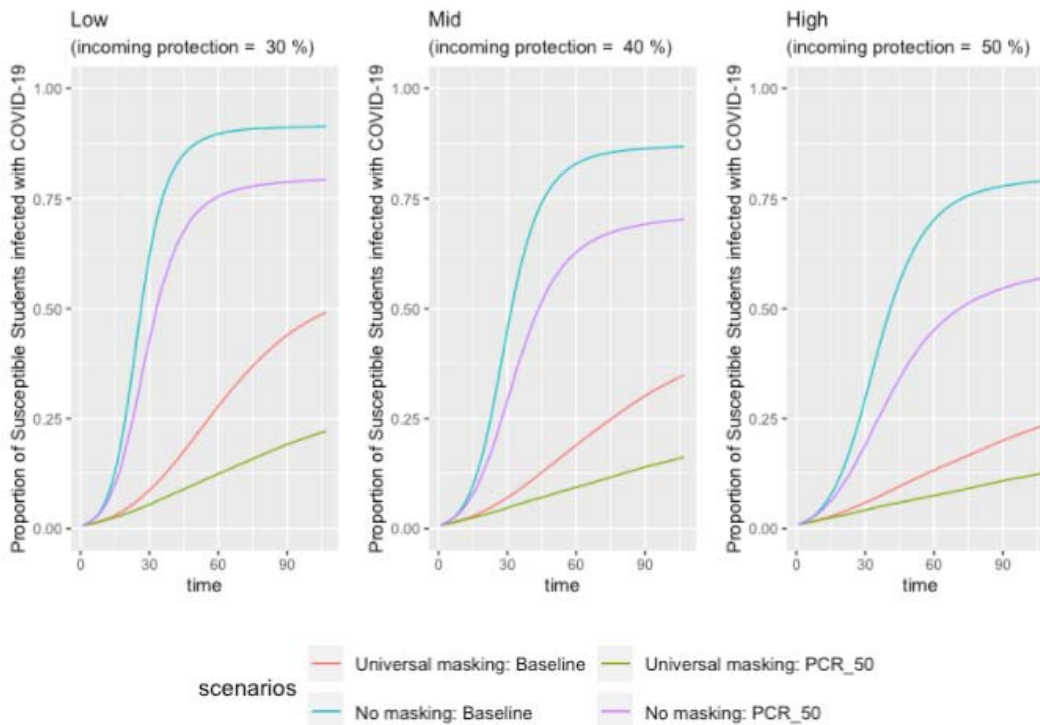 Low
(incoming protection =  30 %)
Proportion of Susceptible Students infected with COVID-19
1.00
0.75
0.50
0.25
0.00
0
30
60
90
time
Mid
(incoming protection =  40 %)
Proportion of Susceptible Students infected with COVID-19
1.00
0.75
0.50
0.25
0.00
0
30
60
90
time
High
(incoming protection =  50 %)
Proportion of Susceptible Students infected with COVID-19
1.00
0.75
0.50
0.25
0.00
0
30
60
90
time
scenarios
Universal masking: Baseline
Universal masking: PCR_50
No masking: Baseline
No masking: PCR_50